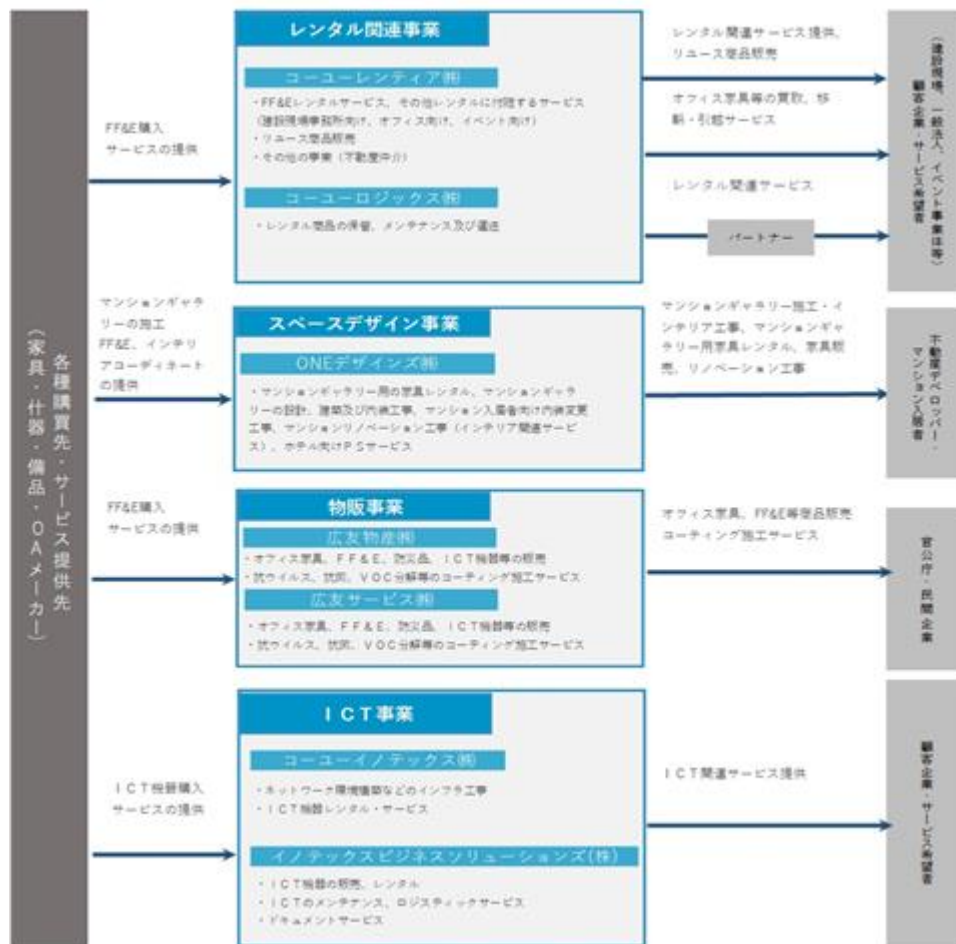 各種購買先・サービス提供先
(家具・什器・備品・OAメーカー)
FF&E購入
サービスの提供
レンタル関連事業
コーユーレンティア㈱
・FF&Eレンタルサービス、その他レンタルに付随するサービス
(建設現場事務所向け、オフィス向け、イベント向け)
・リユース商品販売
・その他の事業(不動産仲介)
コーユーロジックス㈱
・レンタル商品の保管、メンテナンス及び運送
レンタル関連サービス提供、
リユース商品販売
オフィス家具等の買取、移
動・引越サービス
レンタル関連サービス
パートナー
(建設現場、一般法人、イベント事業体等)
顧客企業・サービス希望者
マンションギャラ
リーの施工
FF&E、インテリ
アコーディネート
の提供
スペースデザイン事業
ONEデザインズ㈱
・マンションギャラリー用の家具レンタル、マンションギャラ
リーの設計、建築及び内装工事、マンション入居者向け内装変更
工事、マンションリノベーション工事(インテリア関連サービ
ス)、ホテル向けPSサービス
マンションギャラリー施工・イ
ンテリア工事、マンションギャ
ラリー用家具レンタル、家具販
売、リノベーション工事
不動産デベロッパー・
マンション入居者
FF&E購入
サービスの提供
物販事業
広友物産㈱
・オフィス家具、FF&E、防災品、ICT機器等の販売
・抗ウイルス、抗菌、VOC分解等のコーティング施工サービス
広友サービス㈱
・オフィス家具、FF&E、防災品、ICT機器等の販売
・抗ウイルス、抗菌、VOC分解等のコーティング施工サービス
オフィス家具、FF&E等商品販売
コーティング施工サービス
官公庁・民間企業
ICT機器購入
サービスの提供
ICT事業
コーユーイノテックス㈱
・ネットワーク環境構築などのインフラ工事
・ICT機器レンタル・サービス
イノテックスビジネスソリューションズ(株)
・ICT機器の販売、レンタル
・ICTのメンテナンス、ロジスティックサービス
・ドキュメントサービス
ICT関連サービス提供
顧客企業・サービス希望者